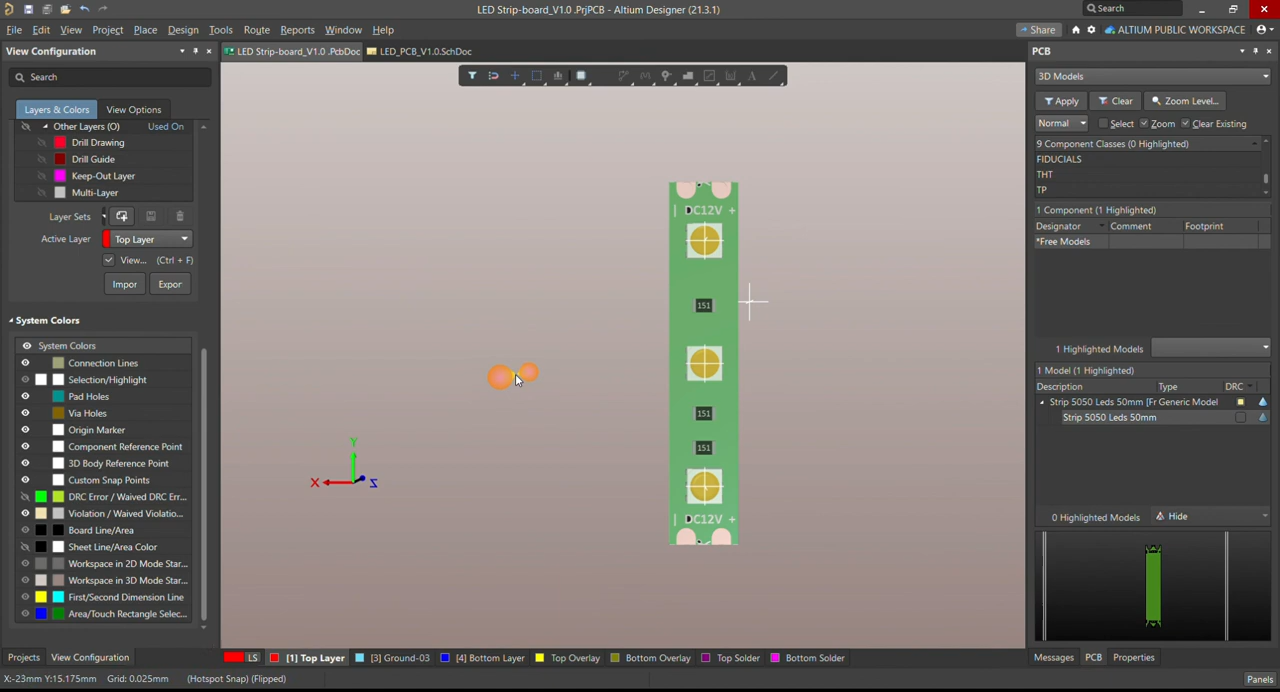 LED Strip-board_V1.0 .PrjPCB - Altium Designer (21.3.1)
Search
File Edit View Project Place Design Tools Route Reports Window Help
Share
ALTIUM PUBLIC WORKSPACE
View Configuration
LED Strip-board_V1.0 .PcbDoc
LED_PCB_V1.0.SchDoc
PCB
Search
3D Models
Layers & Colors
View Options
Apply
Clear
Zoom Level...
Other Layers (O)
Used On
Normal
Select
Zoom
Clear Existing
Drill Drawing
Drill Guide
Keep-Out Layer
Multi-Layer
9 Component Classes (0 Highlighted)
FIDUCIALS
THT
TP
Layer Sets
1 Component (1 Highlighted)
Active Layer
Top Layer
Designator
Comment
Footprint
*Free Models
View...
(Ctrl + F)
Impor
Expor
| DC12V +
151
151
151
| DC12V +
Y
X
Z
System Colors
System Colors
Connection Lines
Selection/Highlight
Pad Holes
Via Holes
Origin Marker
Component Reference Point
3D Body Reference Point
Custom Snap Points
DRC Error / Waived DRC Err...
Violation / Waived Violatio...
Board Line/Area
Sheet Line/Area Color
Workspace in 2D Mode Star...
Workspace in 3D Mode Star...
First/Second Dimension Line
Area/Touch Rectangle Selec...
1 Highlighted Models
1 Model (1 Highlighted)
Description
Type
DRC
Strip 5050 Leds 50mm [Fr Generic Model
Strip 5050 Leds 50mm
0 Highlighted Models
Hide
Projects
View Configuration
LS
[1] Top Layer
[3] Ground-03
[4] Bottom Layer
Top Overlay
Bottom Overlay
Top Solder
Bottom Solder
Messages
PCB
Properties
X:-23mm Y:15.175mm Grid: 0.025mm (Hotspot Snap) (Flipped)
Panels